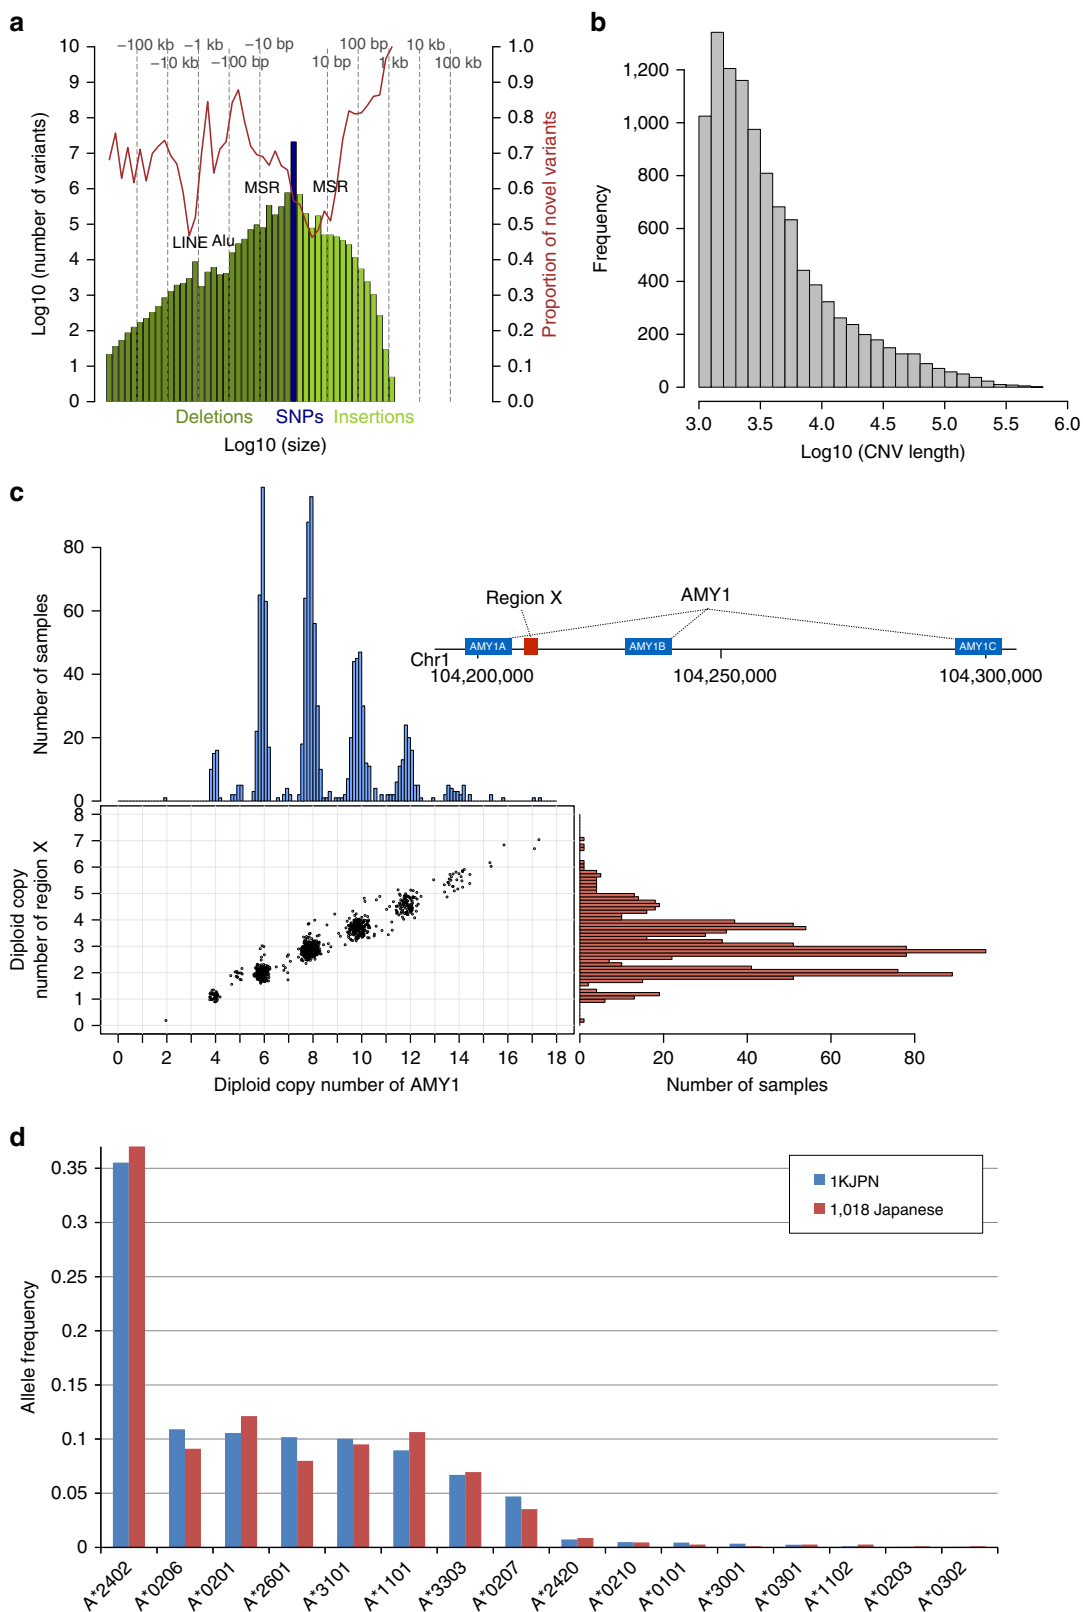 a
−100 kb
−1 kb
−10 bp
100 bp
10 kb
−10 kb
−100 bp
10 bp
1 kb
100 kb
10
9
8
7
6
5
4
3
2
1
0
Log10 (number of variants)
1.0
0.9
0.8
0.7
0.6
0.5
0.4
0.3
0.2
0.1
0.0
Proportion of novel variants
MSR
MSR
LINE
Alu
Deletions
SNPs
Insertions
Log10 (size)
b
1,200
1,000
800
600
400
200
0
Frequency
3.0
3.5
4.0
4.5
5.0
5.5
6.0
Log10 (CNV length)
c
80
60
40
20
0
Number of samples
Region X
AMY1
AMY1A
AMY1B
AMY1C
Chr1
104,200,000
104,250,000
104,300,000
8
7
6
5
4
3
2
1
0
Diploid copy
number of region X
0
2
4
6
8
10
12
14
16
18
Diploid copy number of AMY1
0
20
40
60
80
Number of samples
d
0.35
0.3
0.25
0.2
0.15
0.1
0.05
0
Allele frequency
1KJPN
1,018 Japanese
A*2402
A*0206
A*0201
A*2601
A*3101
A*1101
A*3303
A*0207
A*2420
A*0210
A*0101
A*3001
A*0301
A*1102
A*0203
A*0302